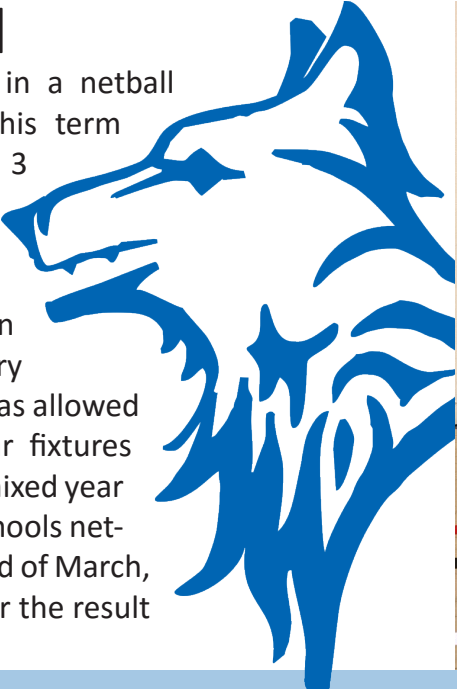 in a netball
his term
3
n
ry
as allowed
r fixtures
ixed year
hools net-
d of March,
r the result